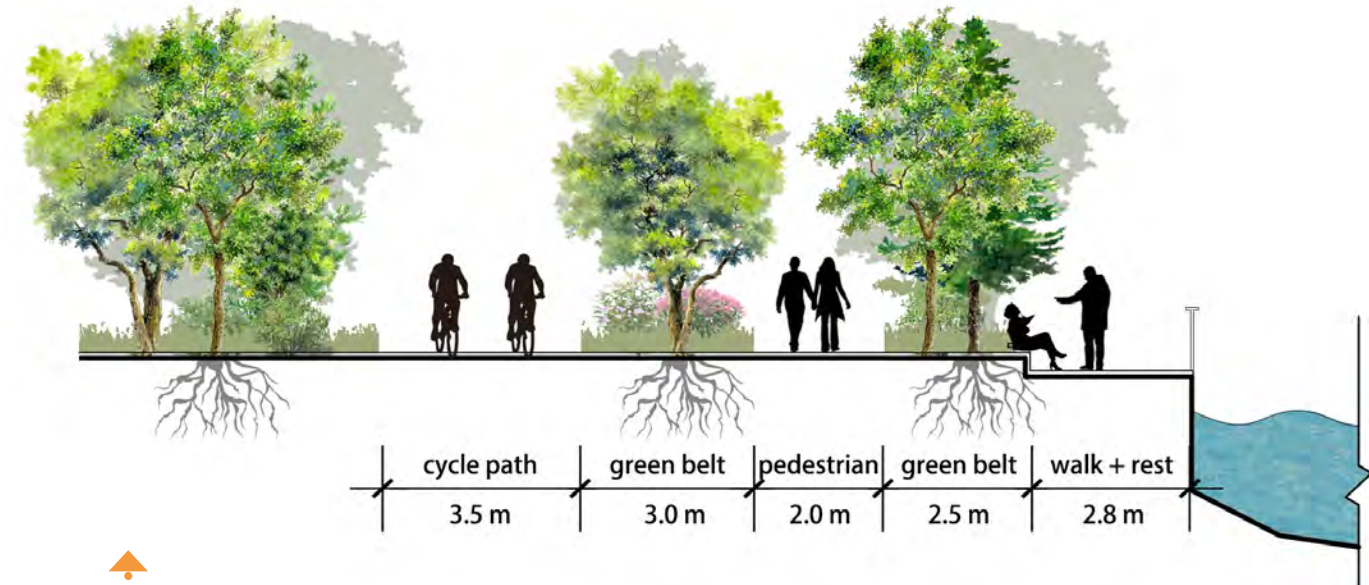 cycle path green belt pedestrian green belt walk + rest
3.5 m 3.0 m 2.0 m 2.5 m 2.8 m